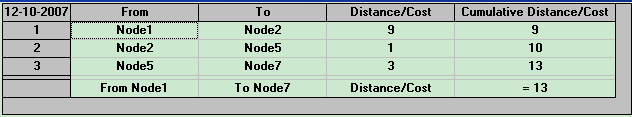 12-10-2007 From To Distance/Cost Cumulative Distance/Cost
1 Node1 Node2 9 9
2 Node2 Node5 1 10
3 Node5 Node7 3 13
From Node1 To Node7 Distance/Cost = 13